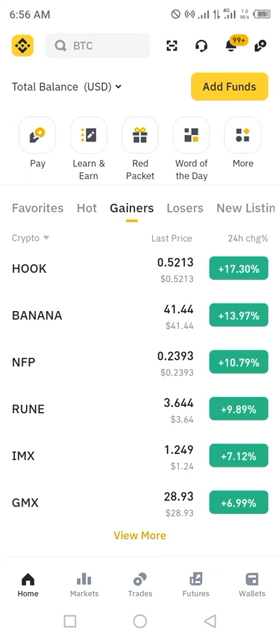 6:56 AM
BTC
99+
Total Balance (USD)
Add Funds
Pay
Learn &
Earn
Red
Packet
Word of
the Day
More
Favorites Hot Gainers Losers New Listin
Crypto Last Price 24h chg%
HOOK 0.5213 +17.30%
$0.5213
BANANA 41.44 +13.97%
$41.44
NFP 0.2393 +10.79%
$0.2393
RUNE 3.644 +9.89%
$3.64
IMX 1.249 +7.12%
$1.24
GMX 28.93 +6.99%
$28.93
View More
Home Markets Trades Futures Wallets